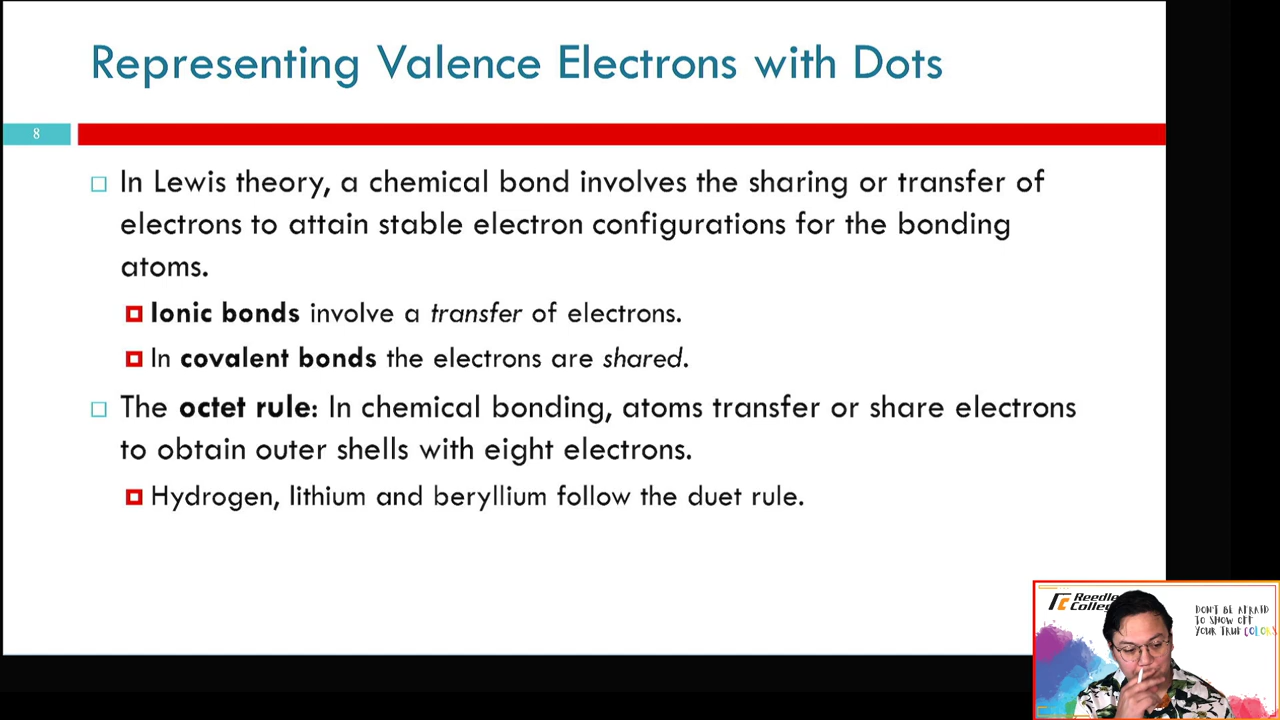 Representing Valence Electrons with Dots
8
In Lewis theory, a chemical bond involves the sharing or transfer of
electrons to attain stable electron configurations for the bonding
atoms.
Ionic bonds involve a transfer of electrons.
In covalent bonds the electrons are shared.
The octet rule: In chemical bonding, atoms transfer or share electrons
to obtain outer shells with eight electrons.
Hydrogen, lithium and beryllium follow the duet rule.
DON'T BE AFRAID
TO SHOW OFF
YOUR TRUE COLORS